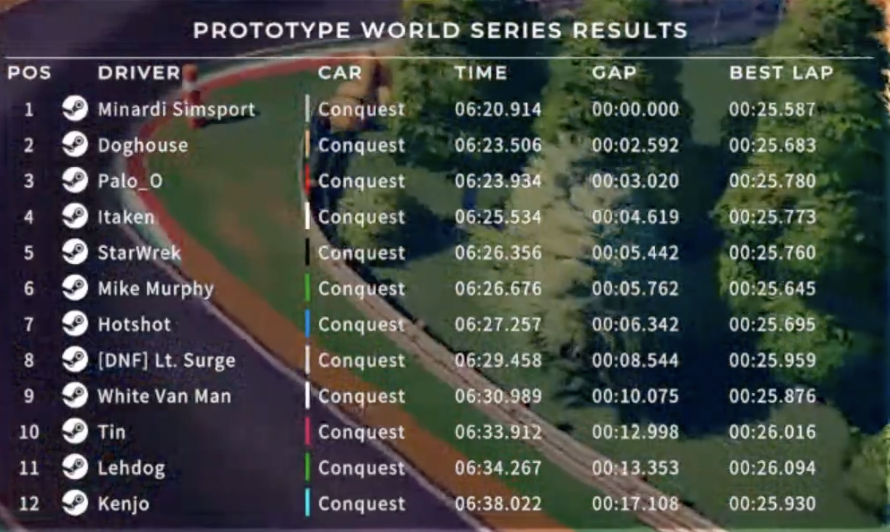 PROTOTYPE WORLD SERIES RESULTS
POS DRIVER CAR TIME GAP BEST LAP
1 Minardi Simsport Conquest 06:20.914 00:00.000 00:25.587
2 Doghouse Conquest 06:23.506 00:02.592 00:25.683
3 Palo_O Conquest 06:23.934 00:03.020 00:25.780
4 Itaken Conquest 06:25.534 00:04.619 00:25.773
5 StarWrek Conquest 06:26.356 00:05.442 00:25.760
6 Mike Murphy Conquest 06:26.676 00:05.762 00:25.645
7 Hotshot Conquest 06:27.257 00:06.342 00:25.695
8 [DNF] Lt. Surge Conquest 06:29.458 00:08.544 00:25.959
9 White Van Man Conquest 06:30.989 00:10.075 00:25.876
10 Tin Conquest 06:33.912 00:12.998 00:26.016
11 Lehdog Conquest 06:34.267 00:13.353 00:26.094
12 Kenjo Conquest 06:38.022 00:17.108 00:25.930